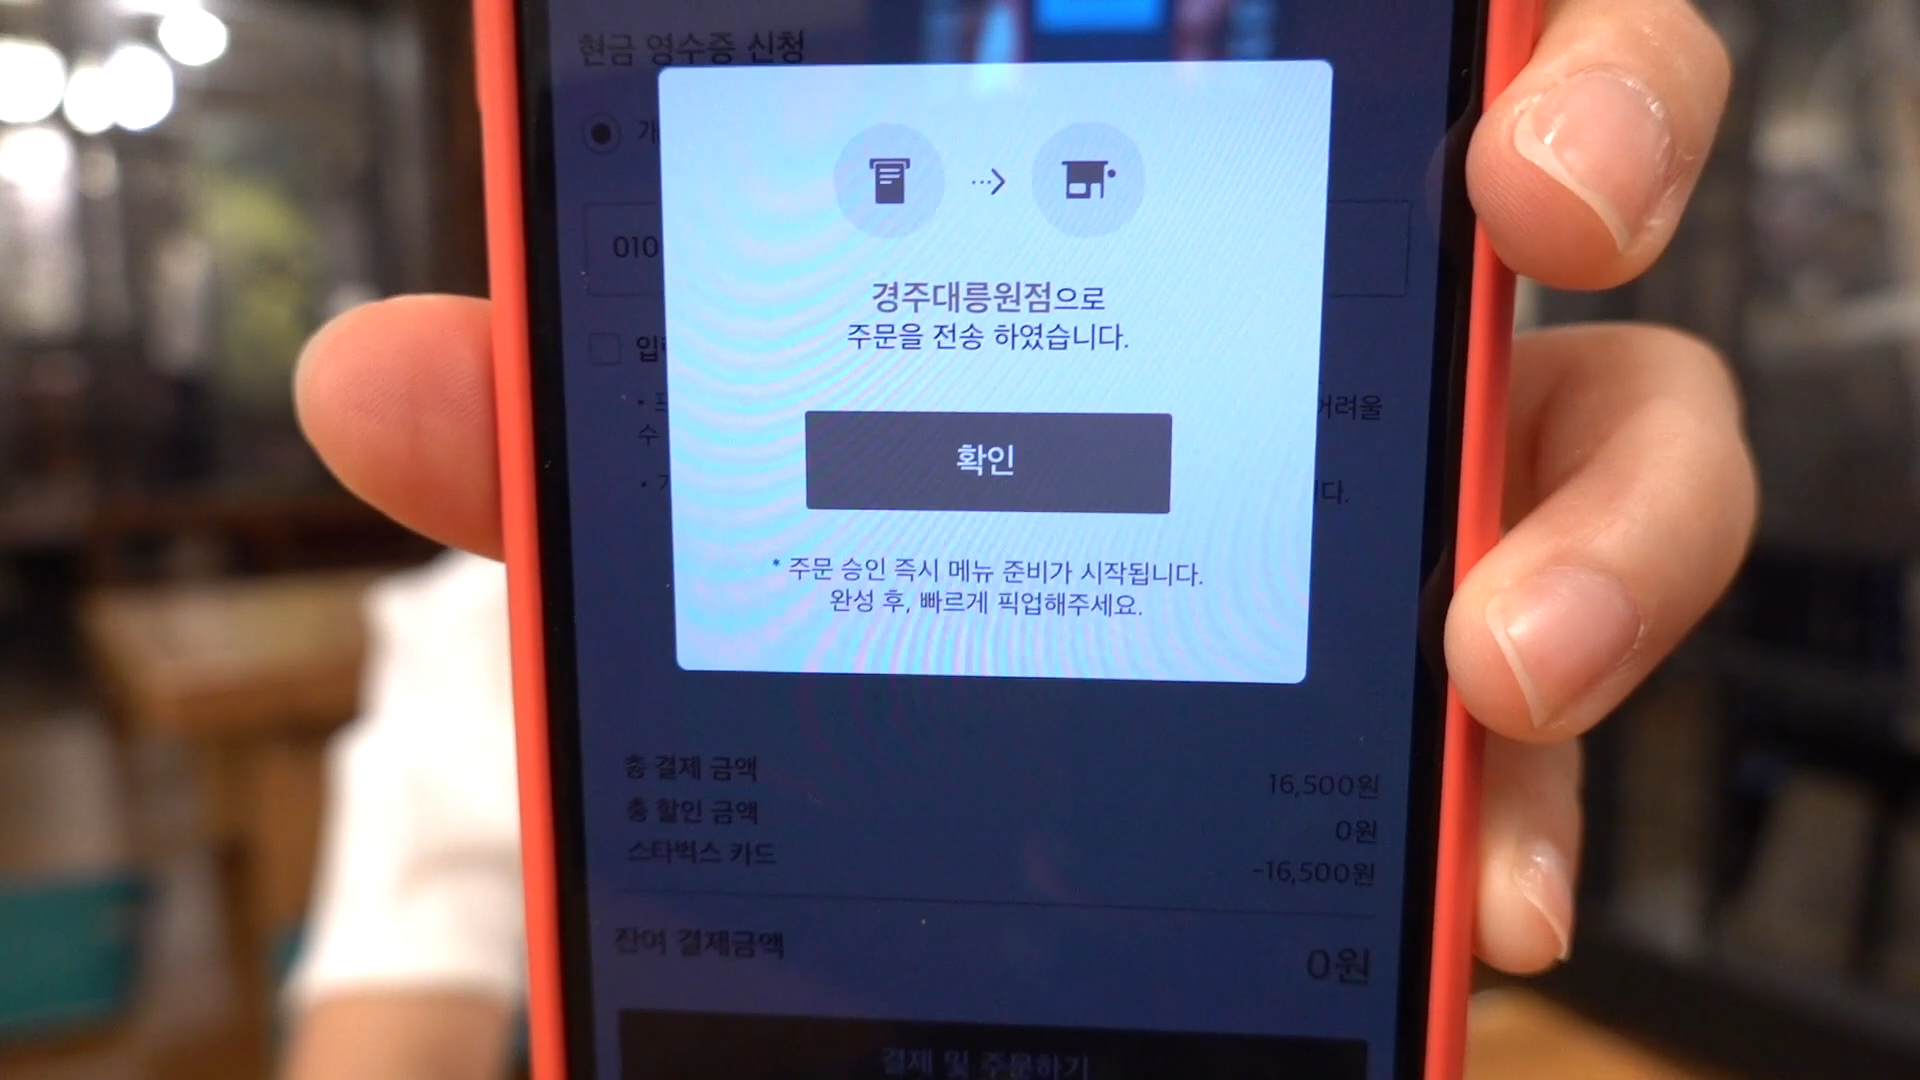 현금 영수증 신청
010
경주대릉원점으로
주문을 전송 하였습니다.
수
어려울
확인
다.
* 주문 승인 즉시 메뉴 준비가 시작됩니다.
완성 후, 빠르게 픽업해주세요.
총 결제 금액 16,500원
총 할인 금액 0원
스타벅스 카드 -16,500원
잔여 결제금액 0원
결제 및 주문하기